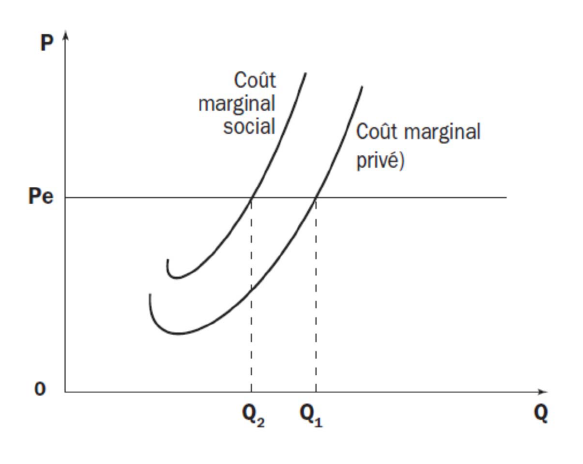 P
Coût
marginal
social
Coût marginal
privé)
Pe
0
Q2
Q1
Q